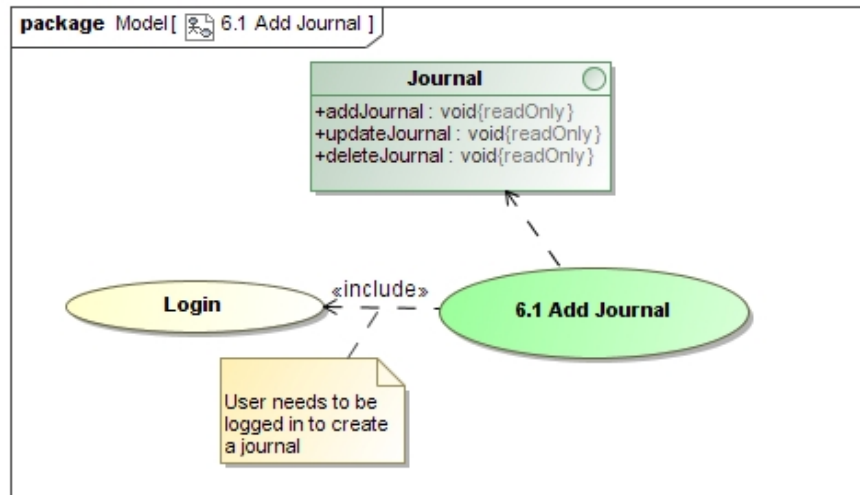 package Model[ 6.1 Add Journal ]
Journal
+addJournal : void{readOnly}
+updateJournal : void{readOnly}
+deleteJournal : void{readOnly}
«include»
Login
6.1 Add Journal
User needs to be
logged in to create
a journal